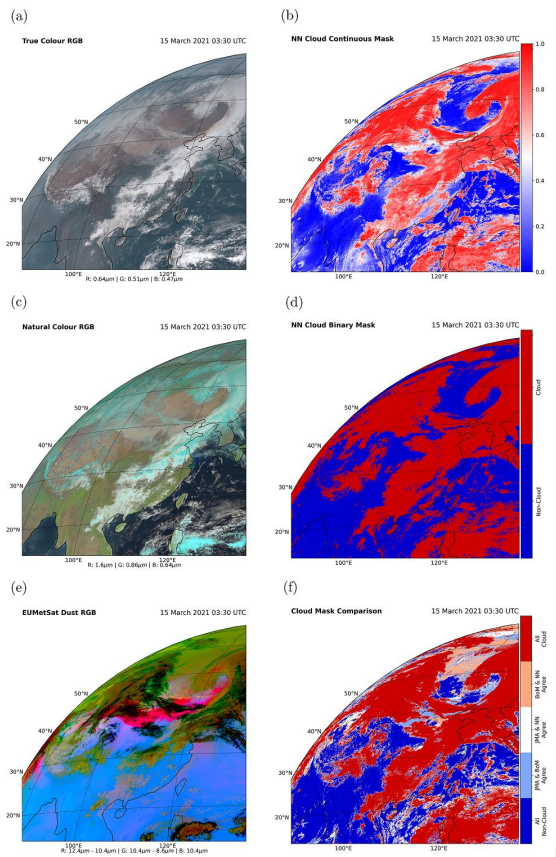 (a)
True Colour RGB 15 March 2021 03:30 UTC
50°N
40°N
30°N
20°N
100°E 120°E
R: 0.64μm | G: 0.51μm | B: 0.47μm
(b)
NN Cloud Continuous Mask 15 March 2021 03:30 UTC
50°N
40°N
30°N
20°N
100°E 120°E
1.0
0.8
0.6
0.4
0.2
0.0
(c)
Natural Colour RGB 15 March 2021 03:30 UTC
50°N
40°N
30°N
20°N
100°E 120°E
R: 1.6μm | G: 0.86μm | B: 0.64μm
(d)
NN Cloud Binary Mask 15 March 2021 03:30 UTC
50°N
40°N
30°N
20°N
100°E 120°E
Cloud
Non-Cloud
(e)
EUMetSat Dust RGB 15 March 2021 03:30 UTC
50°N
40°N
30°N
20°N
100°E 120°E
R: 12.4μm - 10.4μm | G: 10.4μm - 8.6μm | B: 10.4μm
(f)
Cloud Mask Comparison 15 March 2021 03:30 UTC
50°N
40°N
30°N
20°N
100°E 120°E
All
Cloud
BoM & NN
Agree
JMA & NN
Agree
JMA & BoM
Agree
All
Non-Cloud